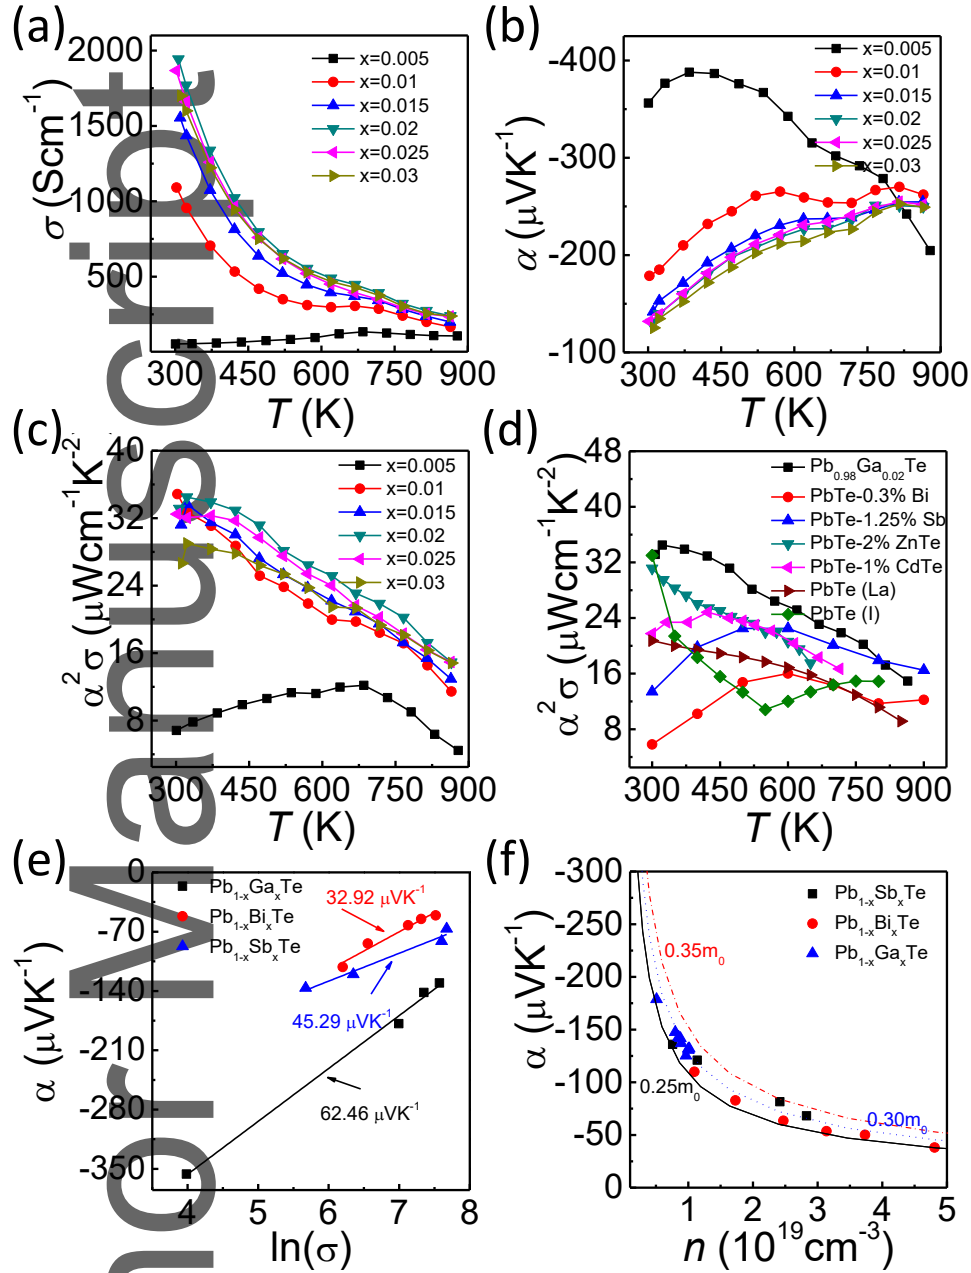 (a)
2000
1500
1000
500
σ (Scm⁻¹)
x=0.005
x=0.01
x=0.015
x=0.02
x=0.025
x=0.03
300 450 600 750 900
T (K)
(b)
-400
-300
-200
-100
α (μVK⁻¹)
x=0.005
x=0.01
x=0.015
x=0.02
x=0.025
x=0.03
300 450 600 750 900
T (K)
(c)
40
32
24
16
8
α² σ (μWcm⁻¹K⁻²)
x=0.005
x=0.01
x=0.015
x=0.02
x=0.025
x=0.03
300 450 600 750 900
T (K)
(d)
48
40
32
24
16
8
α² σ (μWcm⁻¹K⁻²)
Pb₀.₉₈Ga₀.₀₂Te
PbTe-0.3% Bi
PbTe-1.25% Sb
PbTe-2% ZnTe
PbTe-1% CdTe
PbTe (La)
PbTe (I)
300 450 600 750 900
T (K)
(e)
0
-70
-140
-210
-280
-350
α (μVK⁻¹)
Pb₁₋ₓGaₓTe
Pb₁₋ₓBiₓTe
Pb₁₋ₓSbₓTe
32.92 μVK⁻¹
45.29 μVK⁻¹
62.46 μVK⁻¹
4 5 6 7 8
ln(σ)
(f)
-300
-250
-200
-150
-100
-50
0
α (μVK⁻¹)
Pb₁₋ₓSbₓTe
Pb₁₋ₓBiₓTe
Pb₁₋ₓGaₓTe
0.35m₀
0.25m₀
0.30m₀
1 2 3 4 5
n (10¹⁹cm⁻³)
hor Manuscript